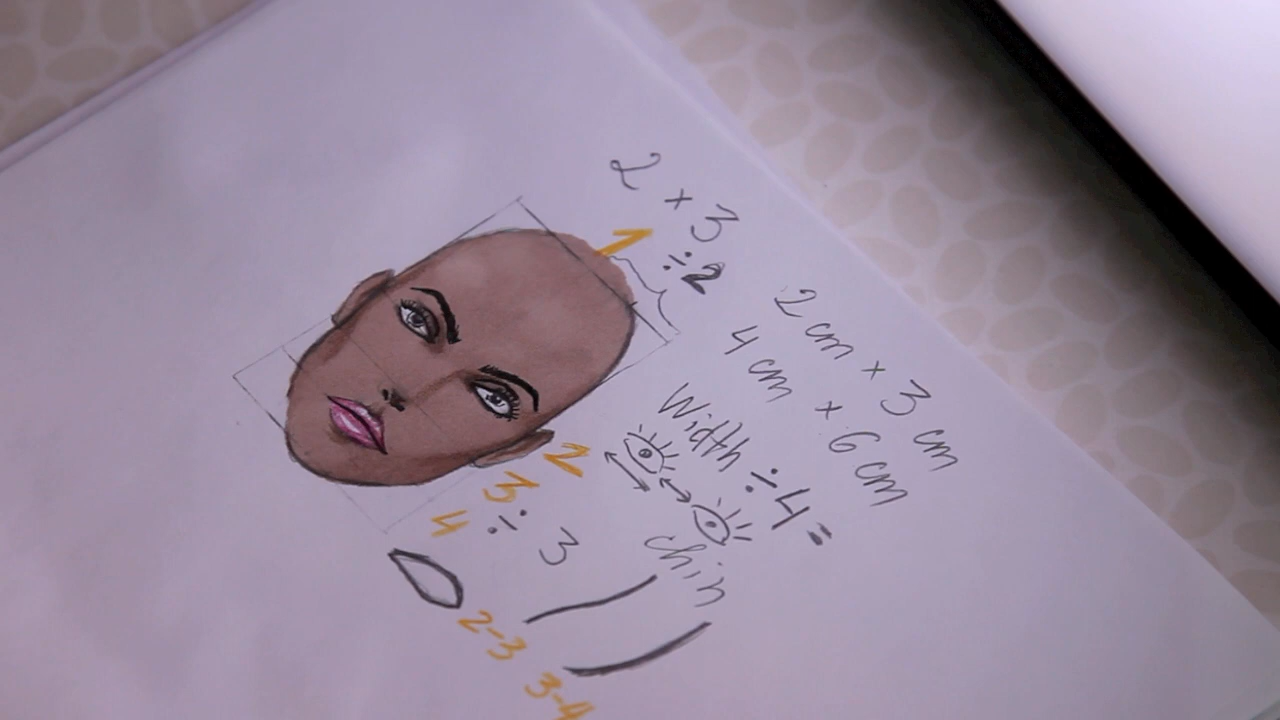 2 × 3
1
÷ 2
2 cm × 3 cm
4 cm × 6 cm
Width ÷ 4 =
2
3
÷ 3
4
chin
2-3
3-4